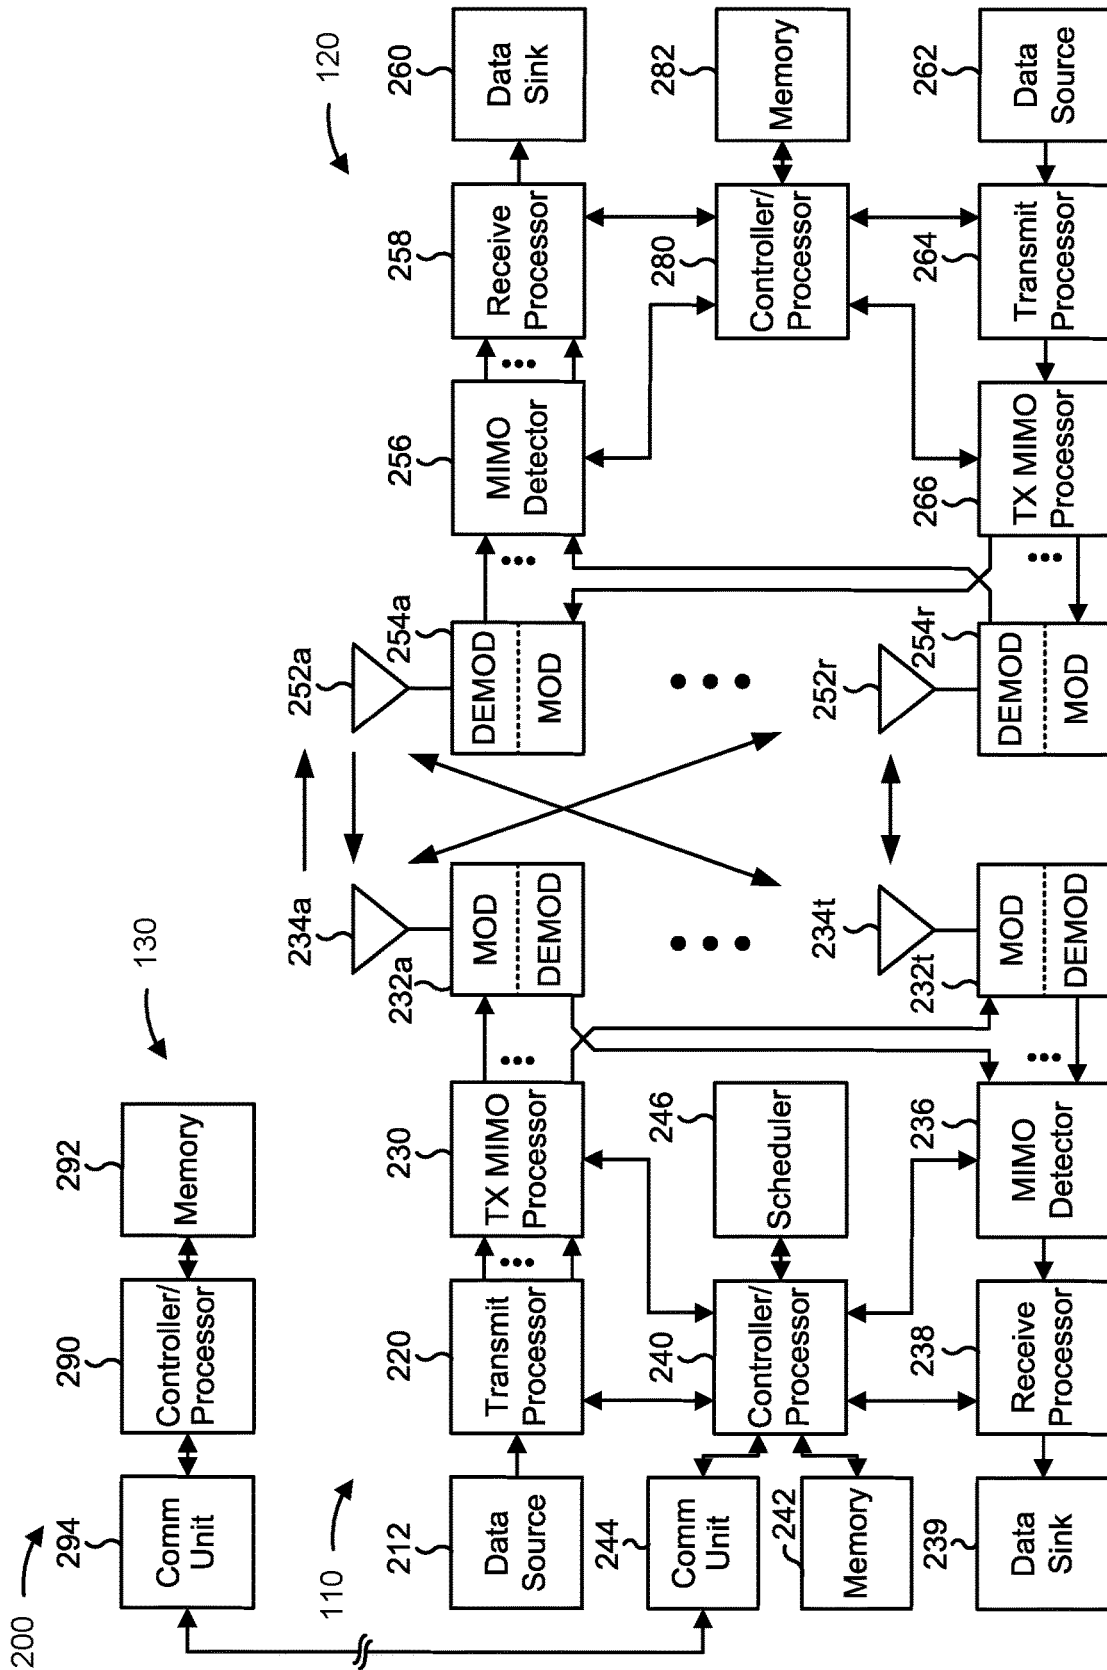 200
130
294
290
292
Comm
Unit
Controller/
Processor
Memory
110
120
212
220
230
232a
234a
252a
254a
256
258
260
Data
Source
Transmit
Processor
TX MIMO
Processor
MOD
DEMOD
DEMOD
MOD
MIMO
Detector
Receive
Processor
Data
Sink
244
240
246
280
282
Comm
Unit
Controller/
Processor
Scheduler
Controller/
Processor
Memory
242
Memory
239
238
236
232t
234t
252r
254r
266
264
262
Data
Sink
Receive
Processor
MIMO
Detector
MOD
DEMOD
DEMOD
MOD
TX MIMO
Processor
Transmit
Processor
Data
Source